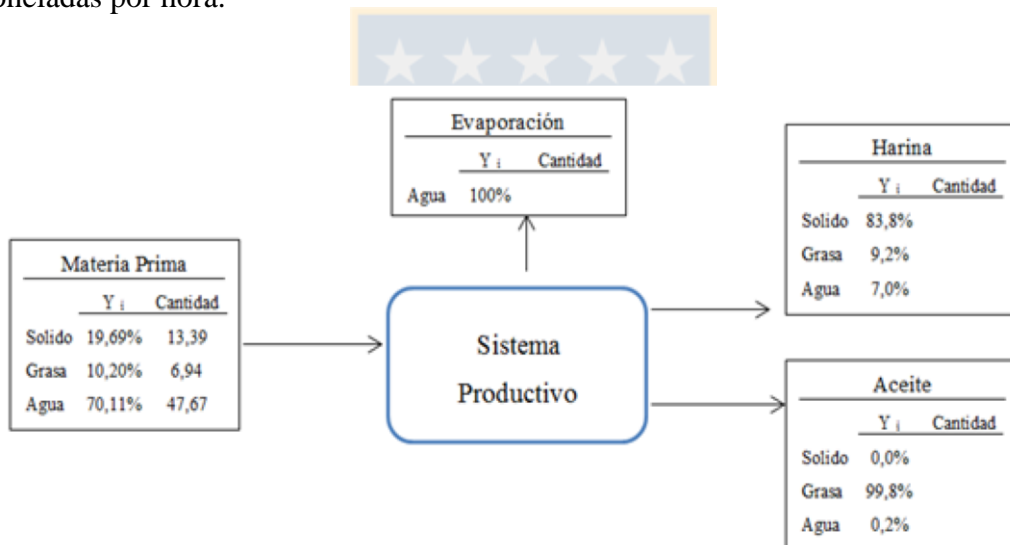 por hora.
Evaporación
Y i Cantidad
Agua 100%
Harina
Y i Cantidad
Solido 83,8%
Grasa 9,2%
Agua 7,0%
Materia Prima
Y i Cantidad
Solido 19,69% 13,39
Grasa 10,20% 6,94
Agua 70,11% 47,67
Sistema
Productivo
Aceite
Y i Cantidad
Solido 0,0%
Grasa 99,8%
Agua 0,2%